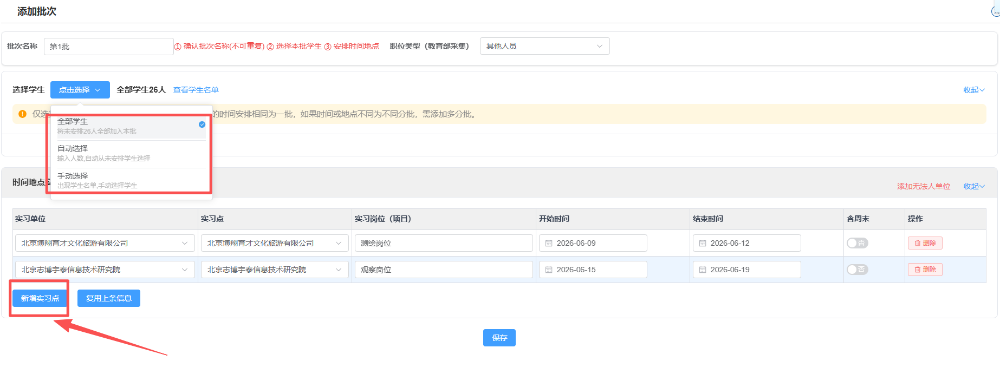 添加批次
批次名称 第1批 ① 确认批次名称(不可重复) ② 选择本批学生 ③ 安排时间地点 职位类型（教育部采集） 其他人员
选择学生 点击选择 全部学生26人 查看学生名单 收起
仅选 的时间安排相同为一批，如果时间或地点不同为不同分批，需添加多分批。
全部学生
将未安排26人全部加入本批
自动选择
输入人数,自动从未安排学生选择
手动选择
出现学生名单,手动选择学生
时间地点 添加无法人单位 收起
实习单位 实习点 实习岗位（项目） 开始时间 结束时间 含周末 操作
北京博翔育才文化旅游有限公司 北京博翔育才文化旅游有限公司 测绘岗位 2026-06-09 2026-06-12 否 删除
北京志博宇泰信息技术研究院 北京志博宇泰信息技术研究院 观察岗位 2026-06-15 2026-06-19 否 删除
新增实习点 复用上条信息
保存